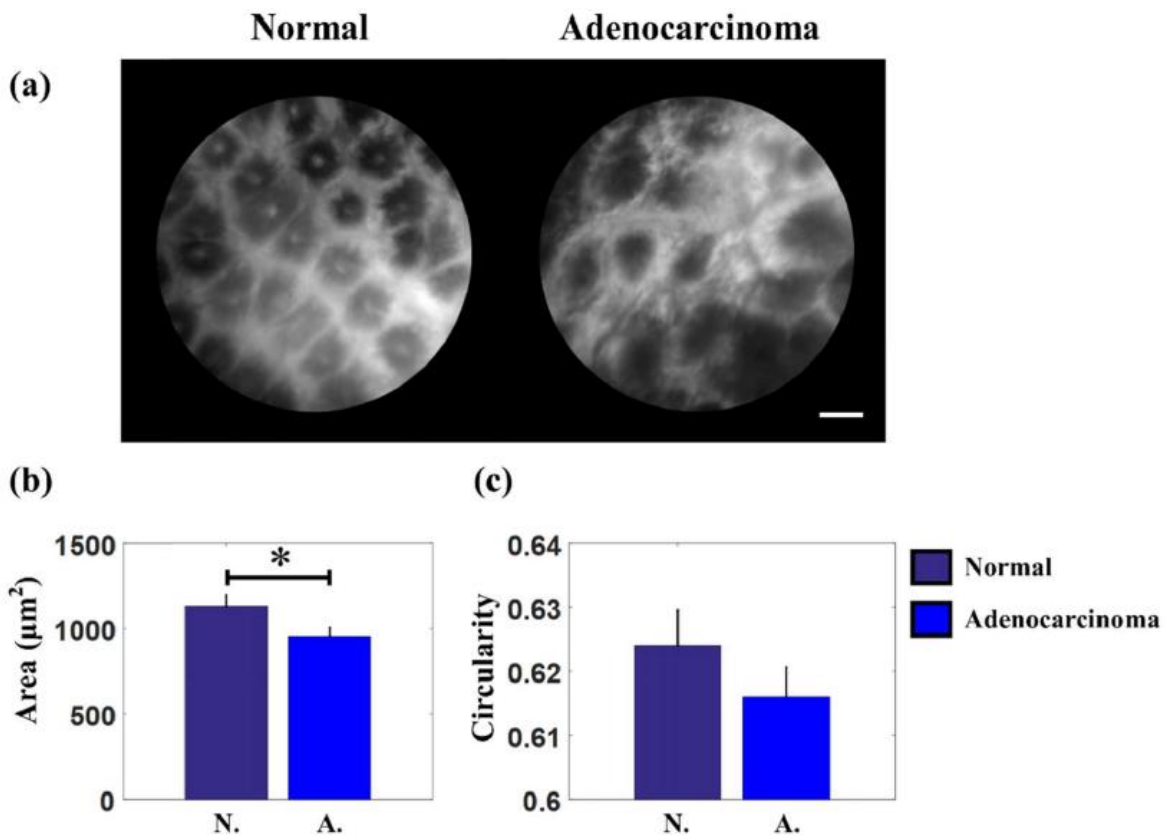 Normal Adenocarcinoma
(a)
(b)
1500
1000
500
0
Area (µm²)
*
N. A.
(c)
0.64
0.63
0.62
0.61
0.6
Circularity
N. A.
Normal
Adenocarcinoma